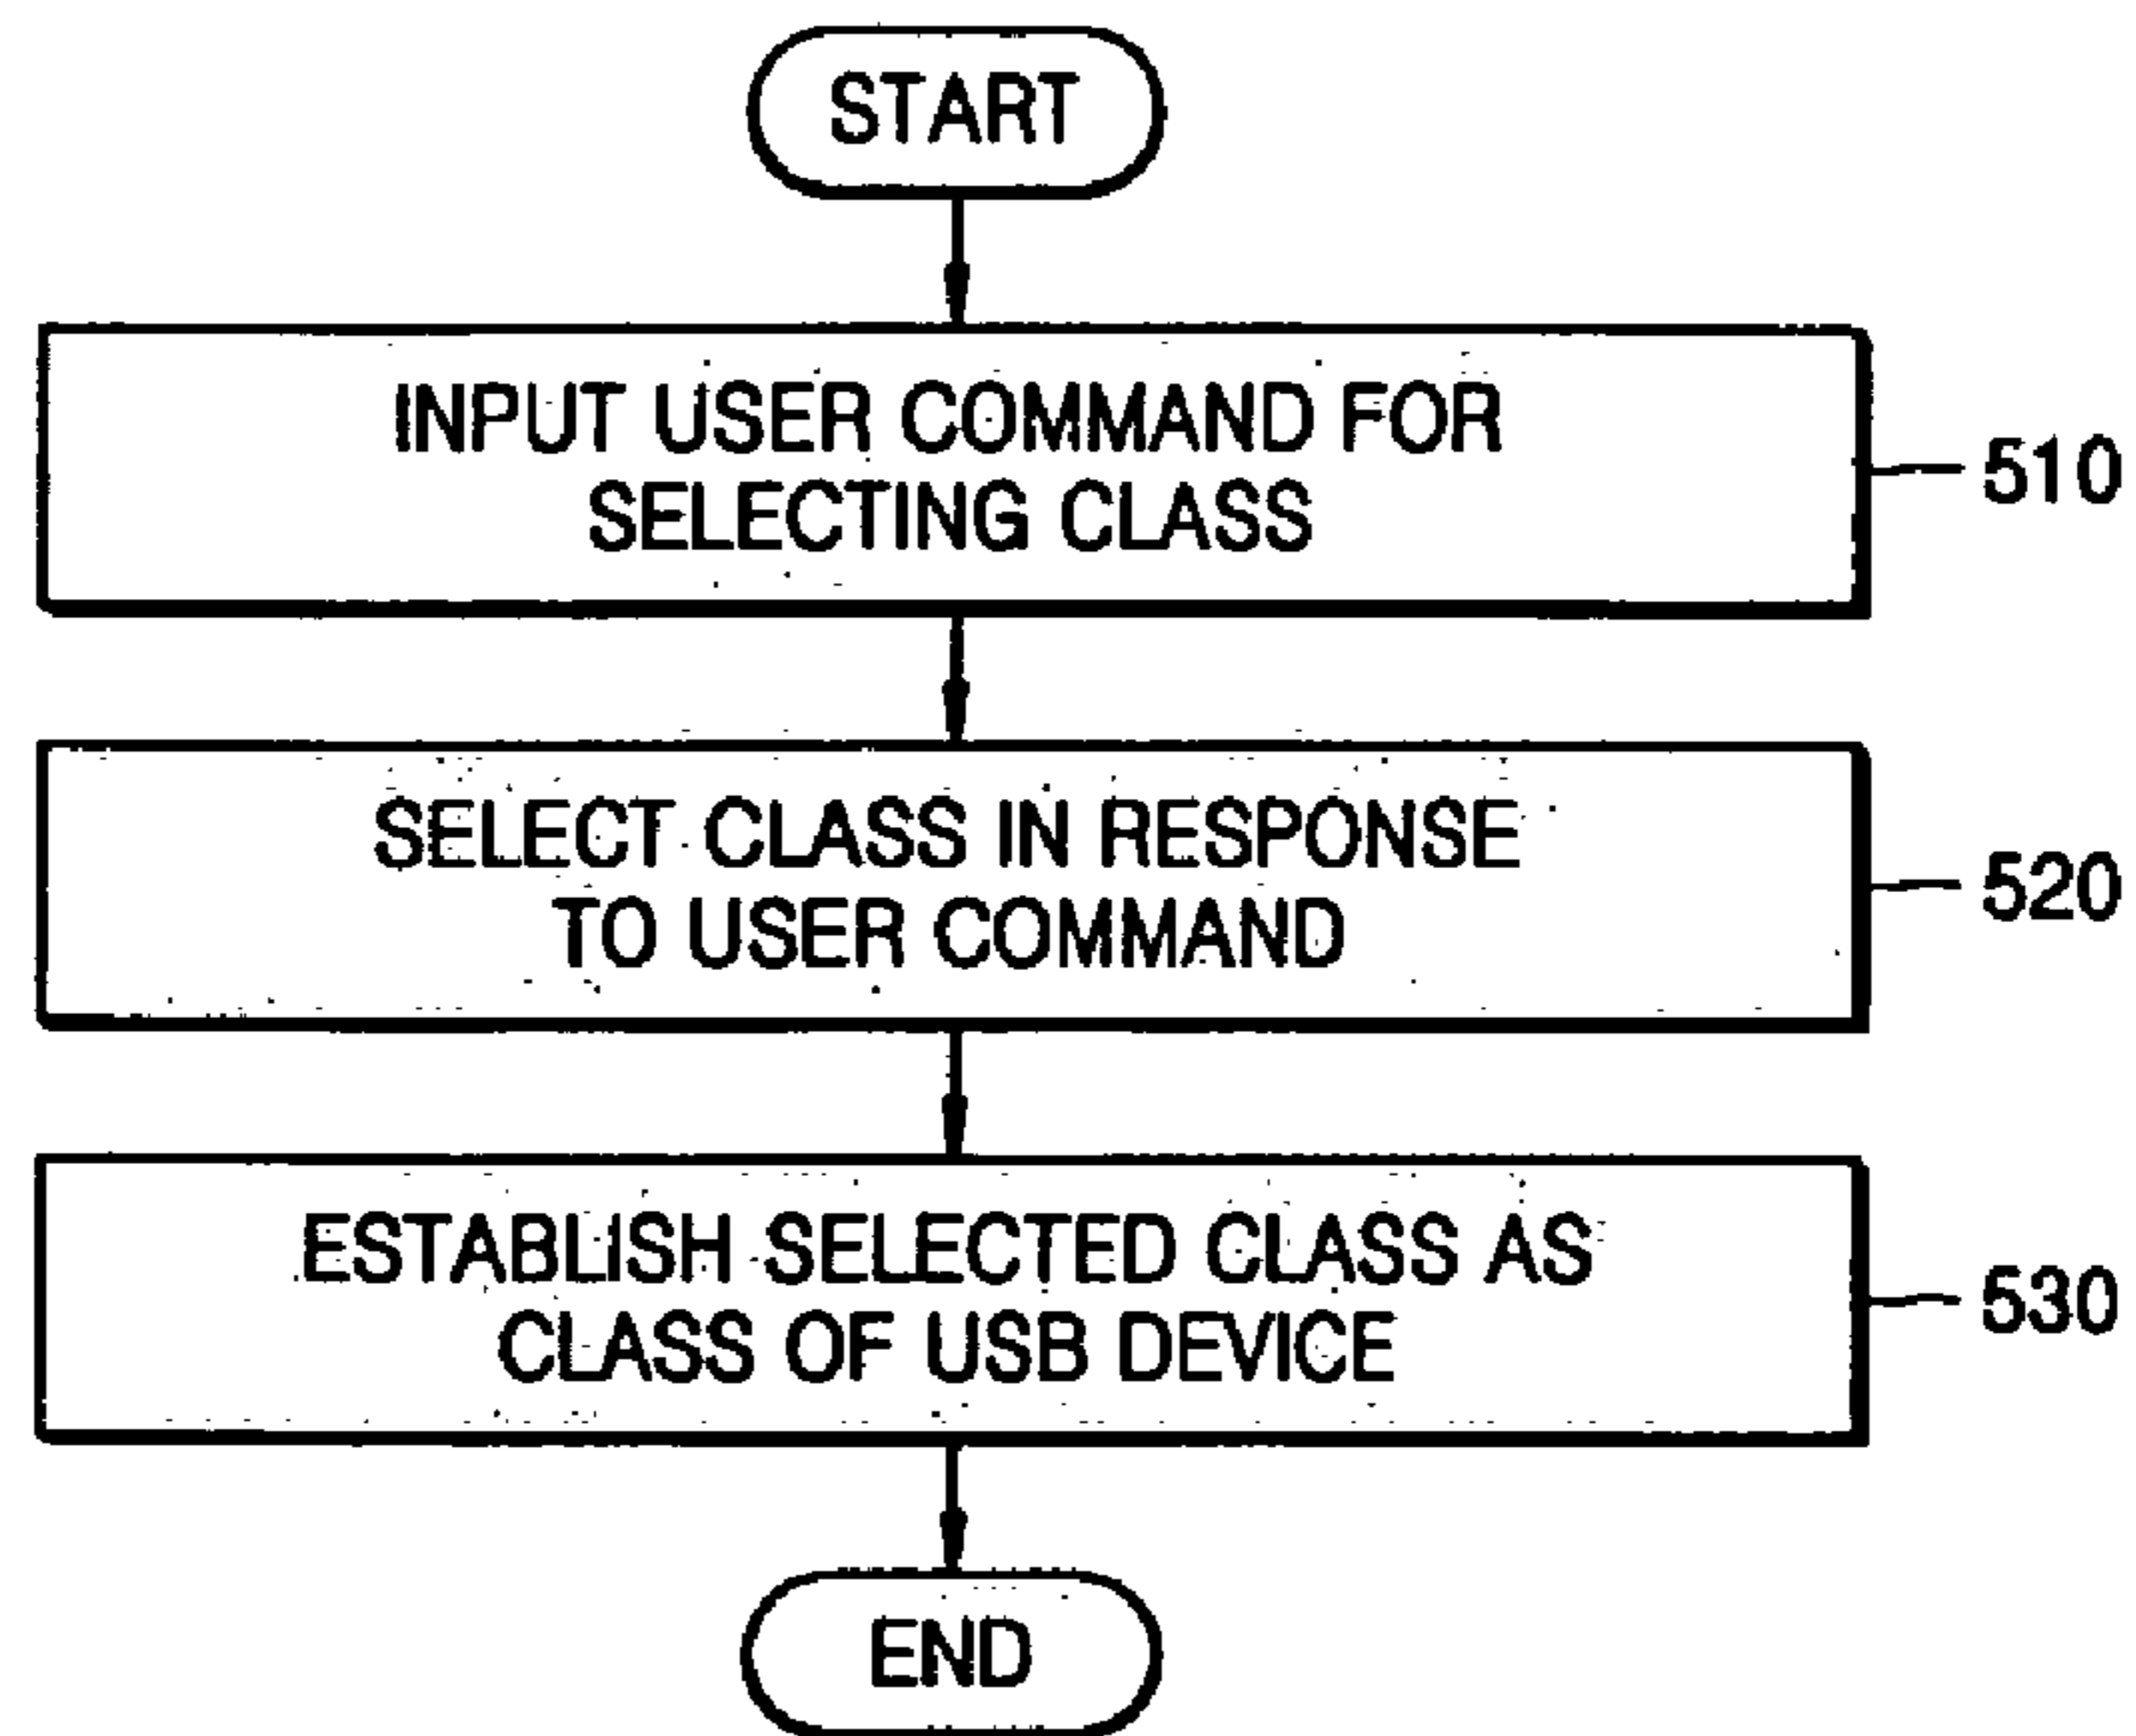 START
INPUT USER COMMAND FOR
SELECTING CLASS
510
SELECT CLASS IN RESPONSE
TO USER COMMAND
520
ESTABLISH SELECTED CLASS AS
CLASS OF USB DEVICE
530
END